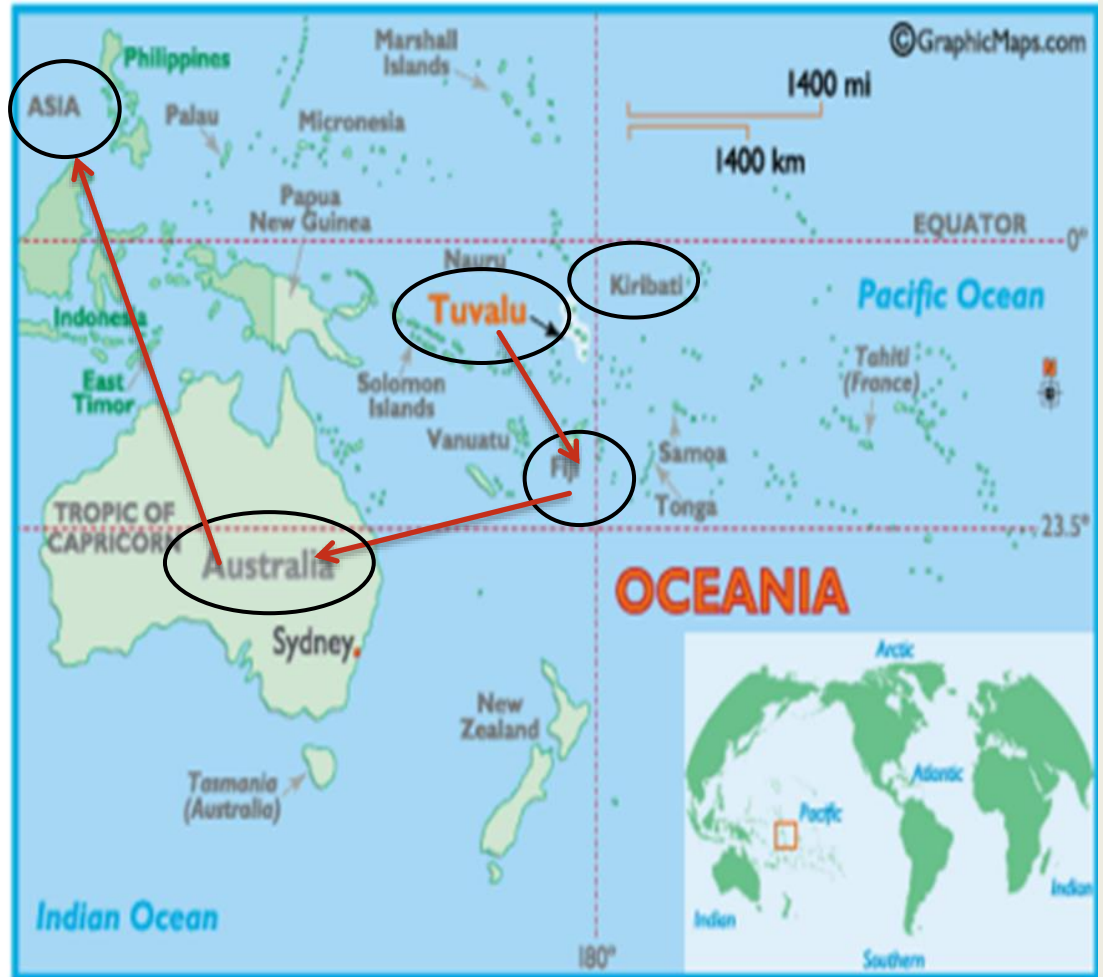 ©GraphicMaps.com
Marshall
Islands
Philippines
1400 mi
ASIA
Palau
Micronesia
1400 km
Papua
New Guinea
EQUATOR
0°
Nauru
Kiribati
Pacific Ocean
Tuvalu
Indonesia
Tahiti
(France)
N
East
Timor
Solomon
Islands
Vanuatu
Fiji
Samoa
Tonga
TROPIC OF
CAPRICORN
23.5°
Australia
OCEANIA
Sydney
New
Zealand
Tasmania
(Australia)
Indian Ocean
180°
Arctic
Atlantic
Pacific
Indian
Indian
Southern